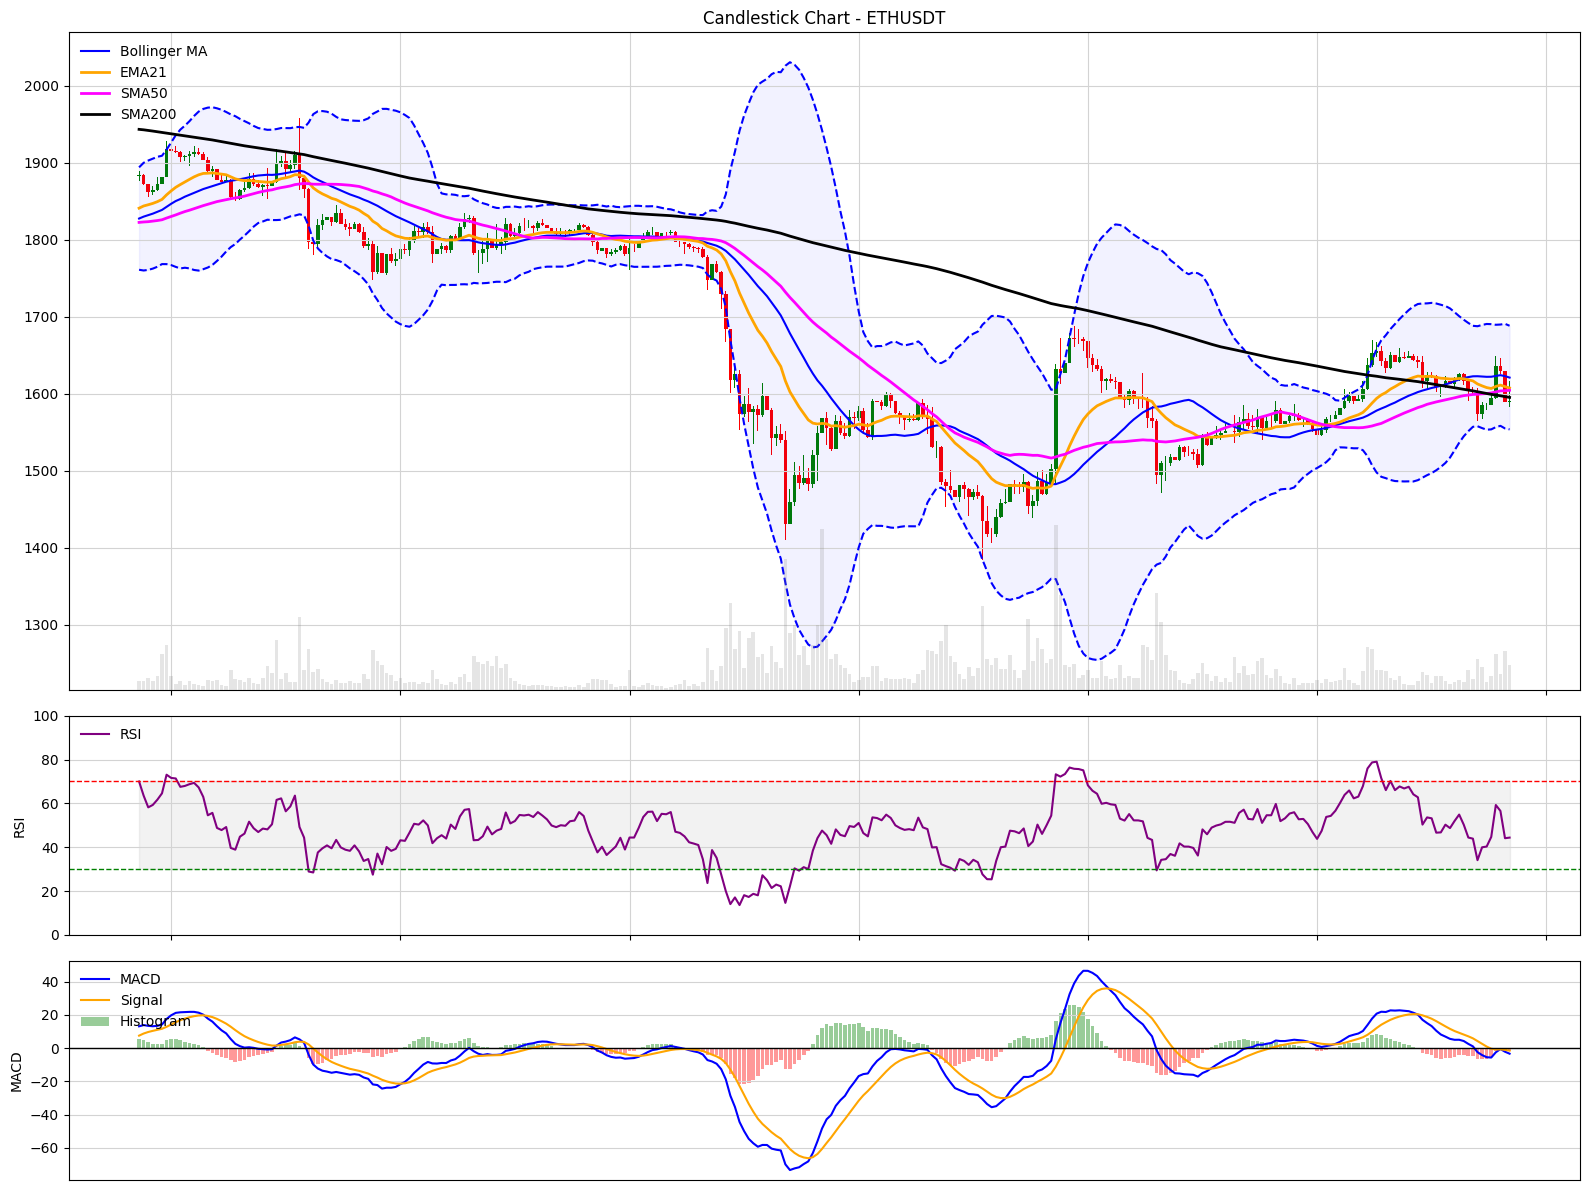 Candlestick Chart - ETHUSDT
Bollinger MA
EMA21
SMA50
SMA200
2000
1900
1800
1700
1600
1500
1400
1300
RSI
100
80
60
40
20
0
RSI
MACD
Signal
Histogram
40
20
0
−20
−40
−60
MACD